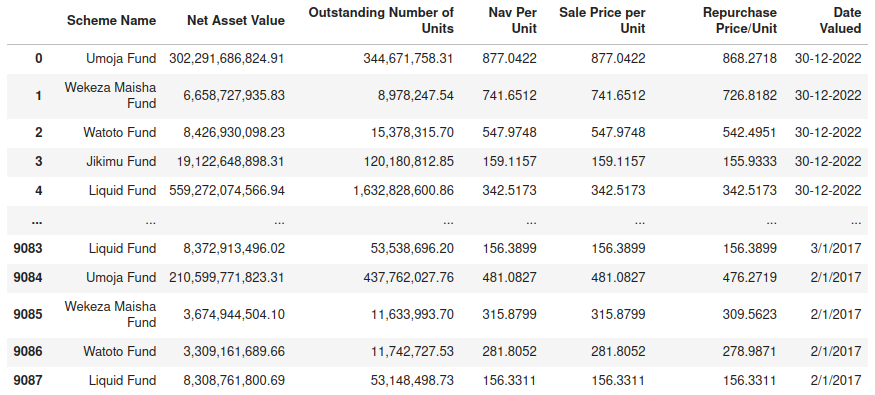 Scheme Name Net Asset Value Outstanding Number of Units Nav Per Unit Sale Price per Unit Repurchase Price/Unit Date Valued
0 Umoja Fund 302,291,686,824.91 344,671,758.31 877.0422 877.0422 868.2718 30-12-2022
1 Wekeza Maisha Fund 6,658,727,935.83 8,978,247.54 741.6512 741.6512 726.8182 30-12-2022
2 Watoto Fund 8,426,930,098.23 15,378,315.70 547.9748 547.9748 542.4951 30-12-2022
3 Jikimu Fund 19,122,648,898.31 120,180,812.85 159.1157 159.1157 155.9333 30-12-2022
4 Liquid Fund 559,272,074,566.94 1,632,828,600.86 342.5173 342.5173 342.5173 30-12-2022
... ... ... ... ... ... ... ...
9083 Liquid Fund 8,372,913,496.02 53,538,696.20 156.3899 156.3899 156.3899 3/1/2017
9084 Umoja Fund 210,599,771,823.31 437,762,027.76 481.0827 481.0827 476.2719 2/1/2017
9085 Wekeza Maisha Fund 3,674,944,504.10 11,633,993.70 315.8799 315.8799 309.5623 2/1/2017
9086 Watoto Fund 3,309,161,689.66 11,742,727.53 281.8052 281.8052 278.9871 2/1/2017
9087 Liquid Fund 8,308,761,800.69 53,148,498.73 156.3311 156.3311 156.3311 2/1/2017